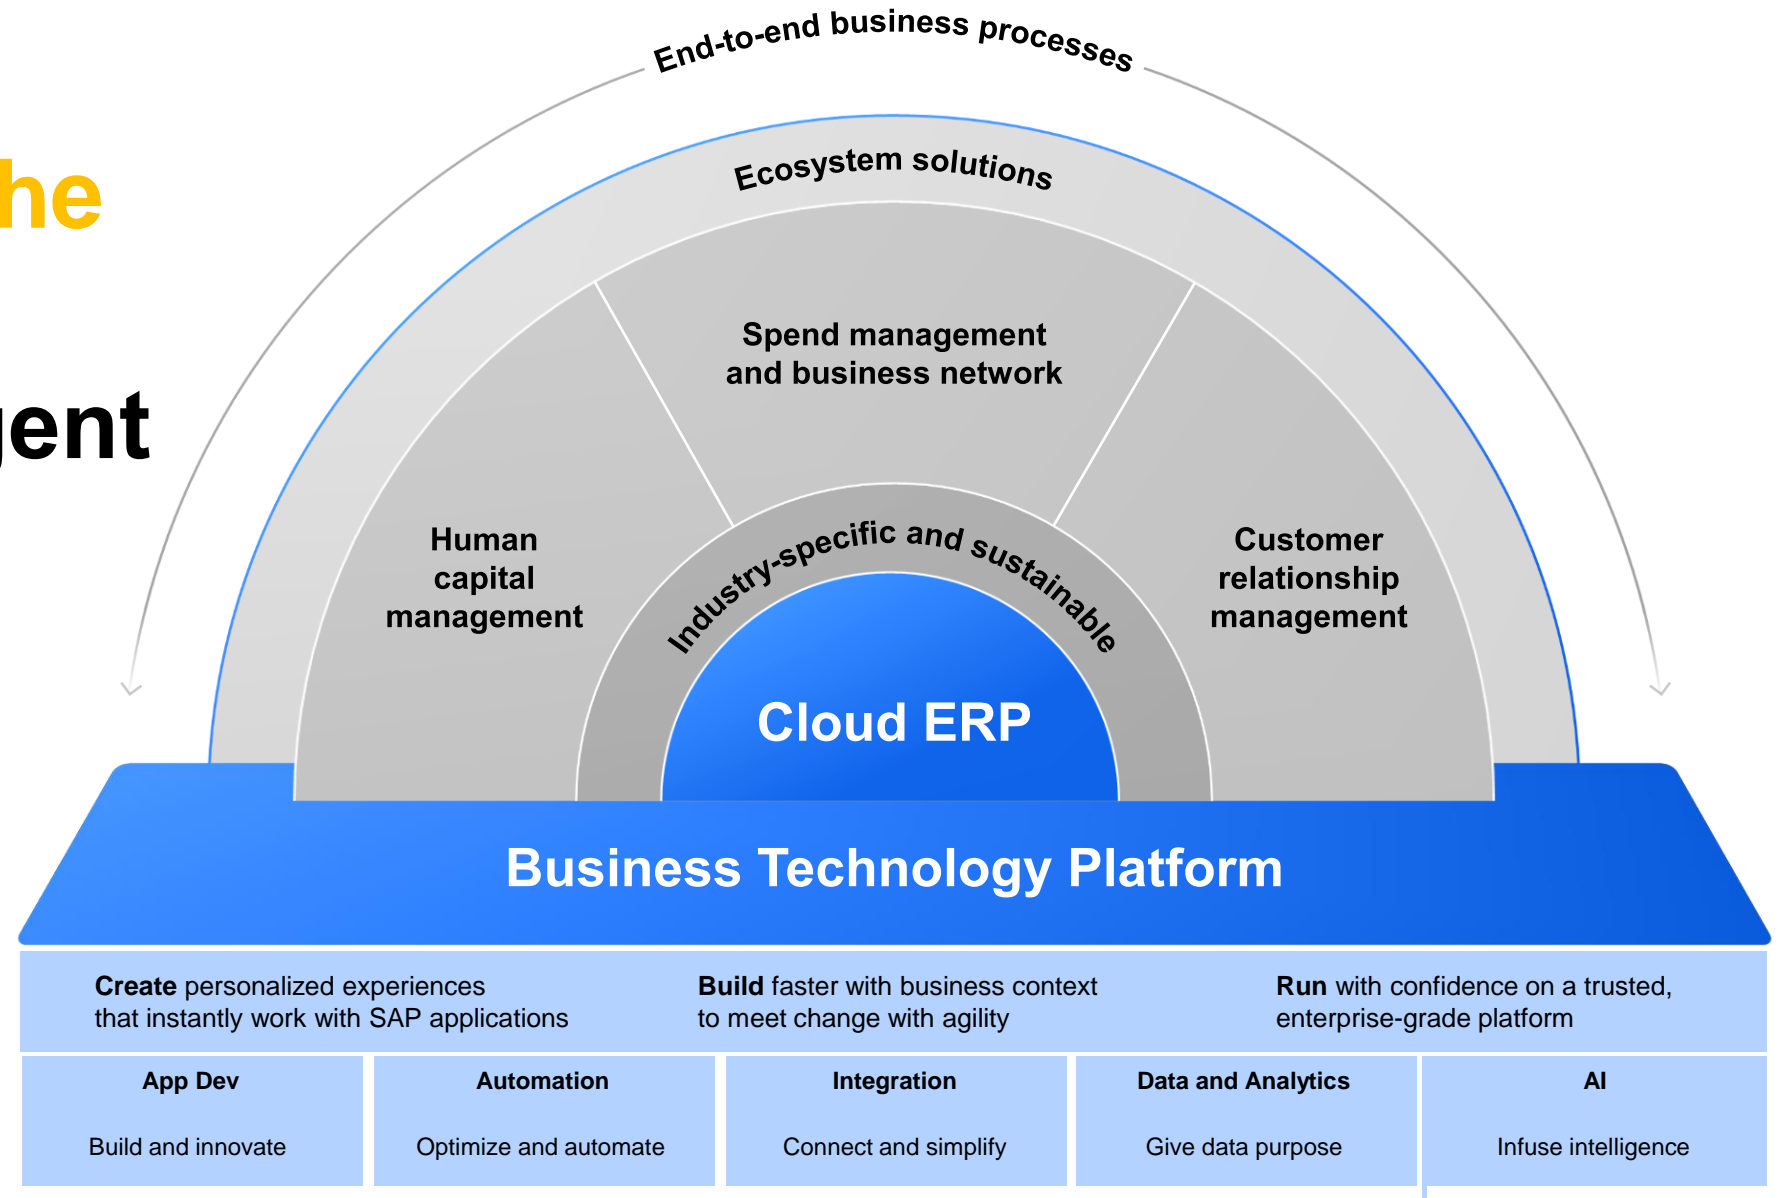 End-to-end business processes
he
gent
Ecosystem solutions
Spend management
and business network
Human
capital
management
Customer
relationship
management
Industry-specific and sustainable
Cloud ERP
Business Technology Platform
Create personalized experiences
that instantly work with SAP applications
Build faster with business context
to meet change with agility
Run with confidence on a trusted,
enterprise-grade platform
App Dev
Automation
Integration
Data and Analytics
AI
Build and innovate
Optimize and automate
Connect and simplify
Give data purpose
Infuse intelligence